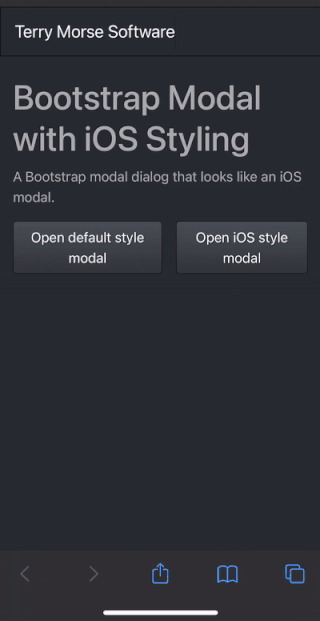 Terry Morse Software
Bootstrap Modal
with iOS Styling
A Bootstrap modal dialog that looks like an iOS
modal.
Open default style
modal
Open iOS style
modal